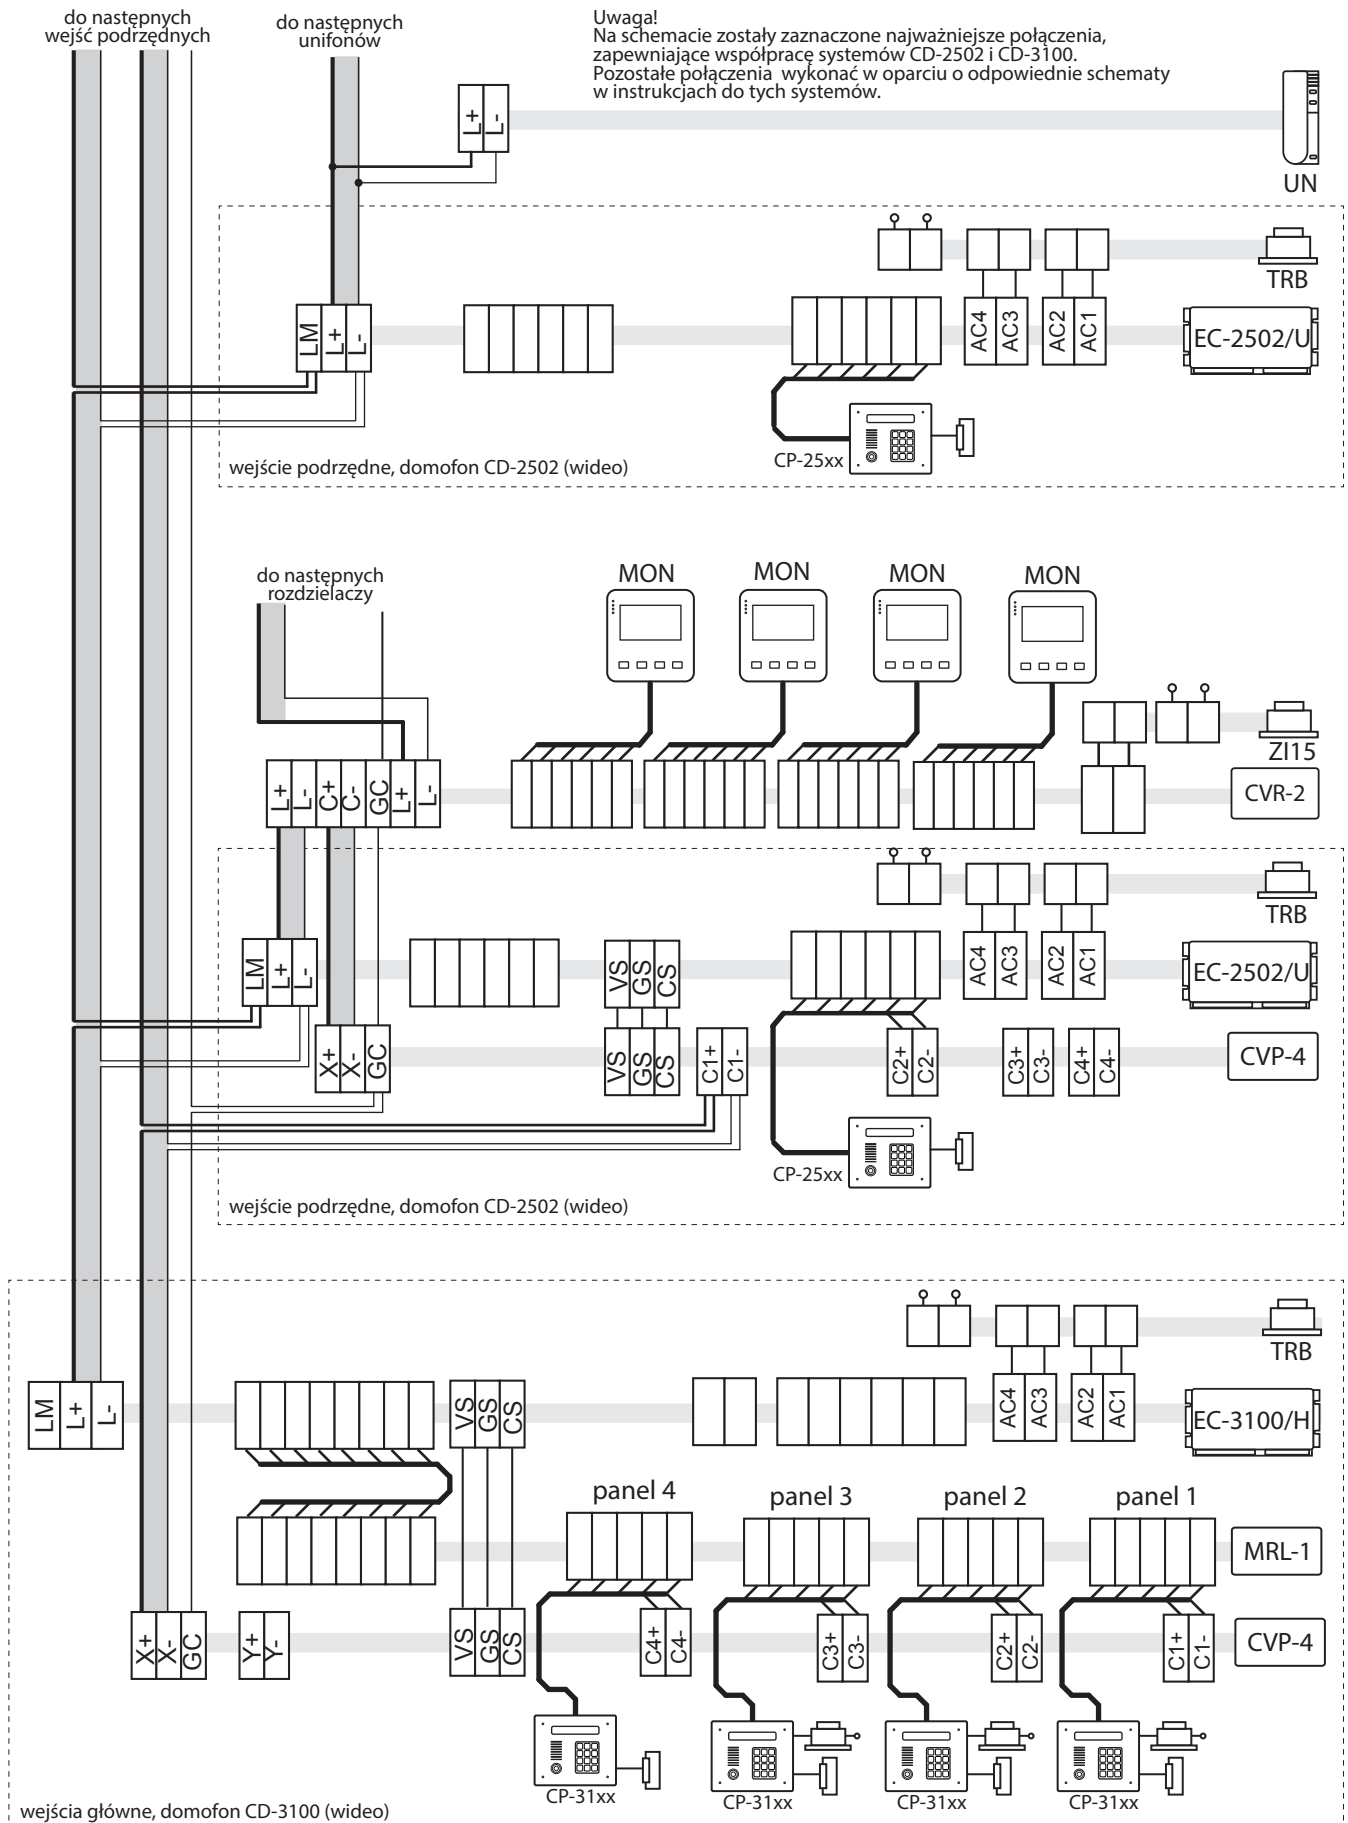 do następnych
wejść podrzędnych
do następnych
unifonów
Uwaga!
Na schemacie zostały zaznaczone najważniejsze połączenia,
zapewniające współpracę systemów CD-2502 i CD-3100.
Pozostałe połączenia wykonać w oparciu o odpowiednie schematy
w instrukcjach do tych systemów.
L+ L-
UN
TRB
LM L+ L-
AC4 AC3 AC2 AC1
EC-2502/U
CP-25xx
wejście podrzędne, domofon CD-2502 (wideo)
do następnych
rozdzielaczy
MON MON MON MON
ZI15
L+ L- C+ C- GC L+ L-
CVR-2
TRB
LM L+ L-
VS GS CS
AC4 AC3 AC2 AC1
EC-2502/U
X+ X- GC
VS GS CS
C1+ C1-
C2+ C2-
C3+ C3-
C4+ C4-
CVP-4
CP-25xx
wejście podrzędne, domofon CD-2502 (wideo)
TRB
LM L+ L-
VS GS CS
AC4 AC3 AC2 AC1
EC-3100/H
panel 4 panel 3 panel 2 panel 1
MRL-1
X+ X- GC
Y+ Y-
VS GS CS
C4+ C4-
C3+ C3-
C2+ C2-
C1+ C1-
CVP-4
CP-31xx CP-31xx CP-31xx CP-31xx
wejścia główne, domofon CD-3100 (wideo)